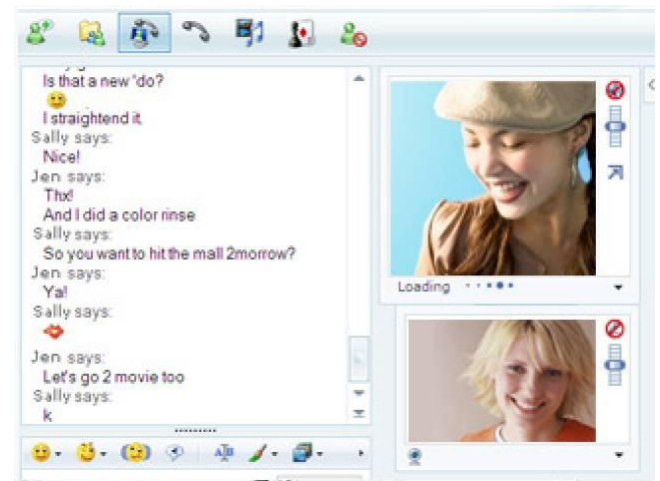 Is that a new 'do?
I straightend it.
Sally says:
Nice!
Jen says:
Thx!
And I did a color rinse
Sally says:
So you want to hit the mall 2morrow?
Jen says:
Ya!
Sally says:
Jen says:
Let's go 2 movie too
Sally says:
k
Loading